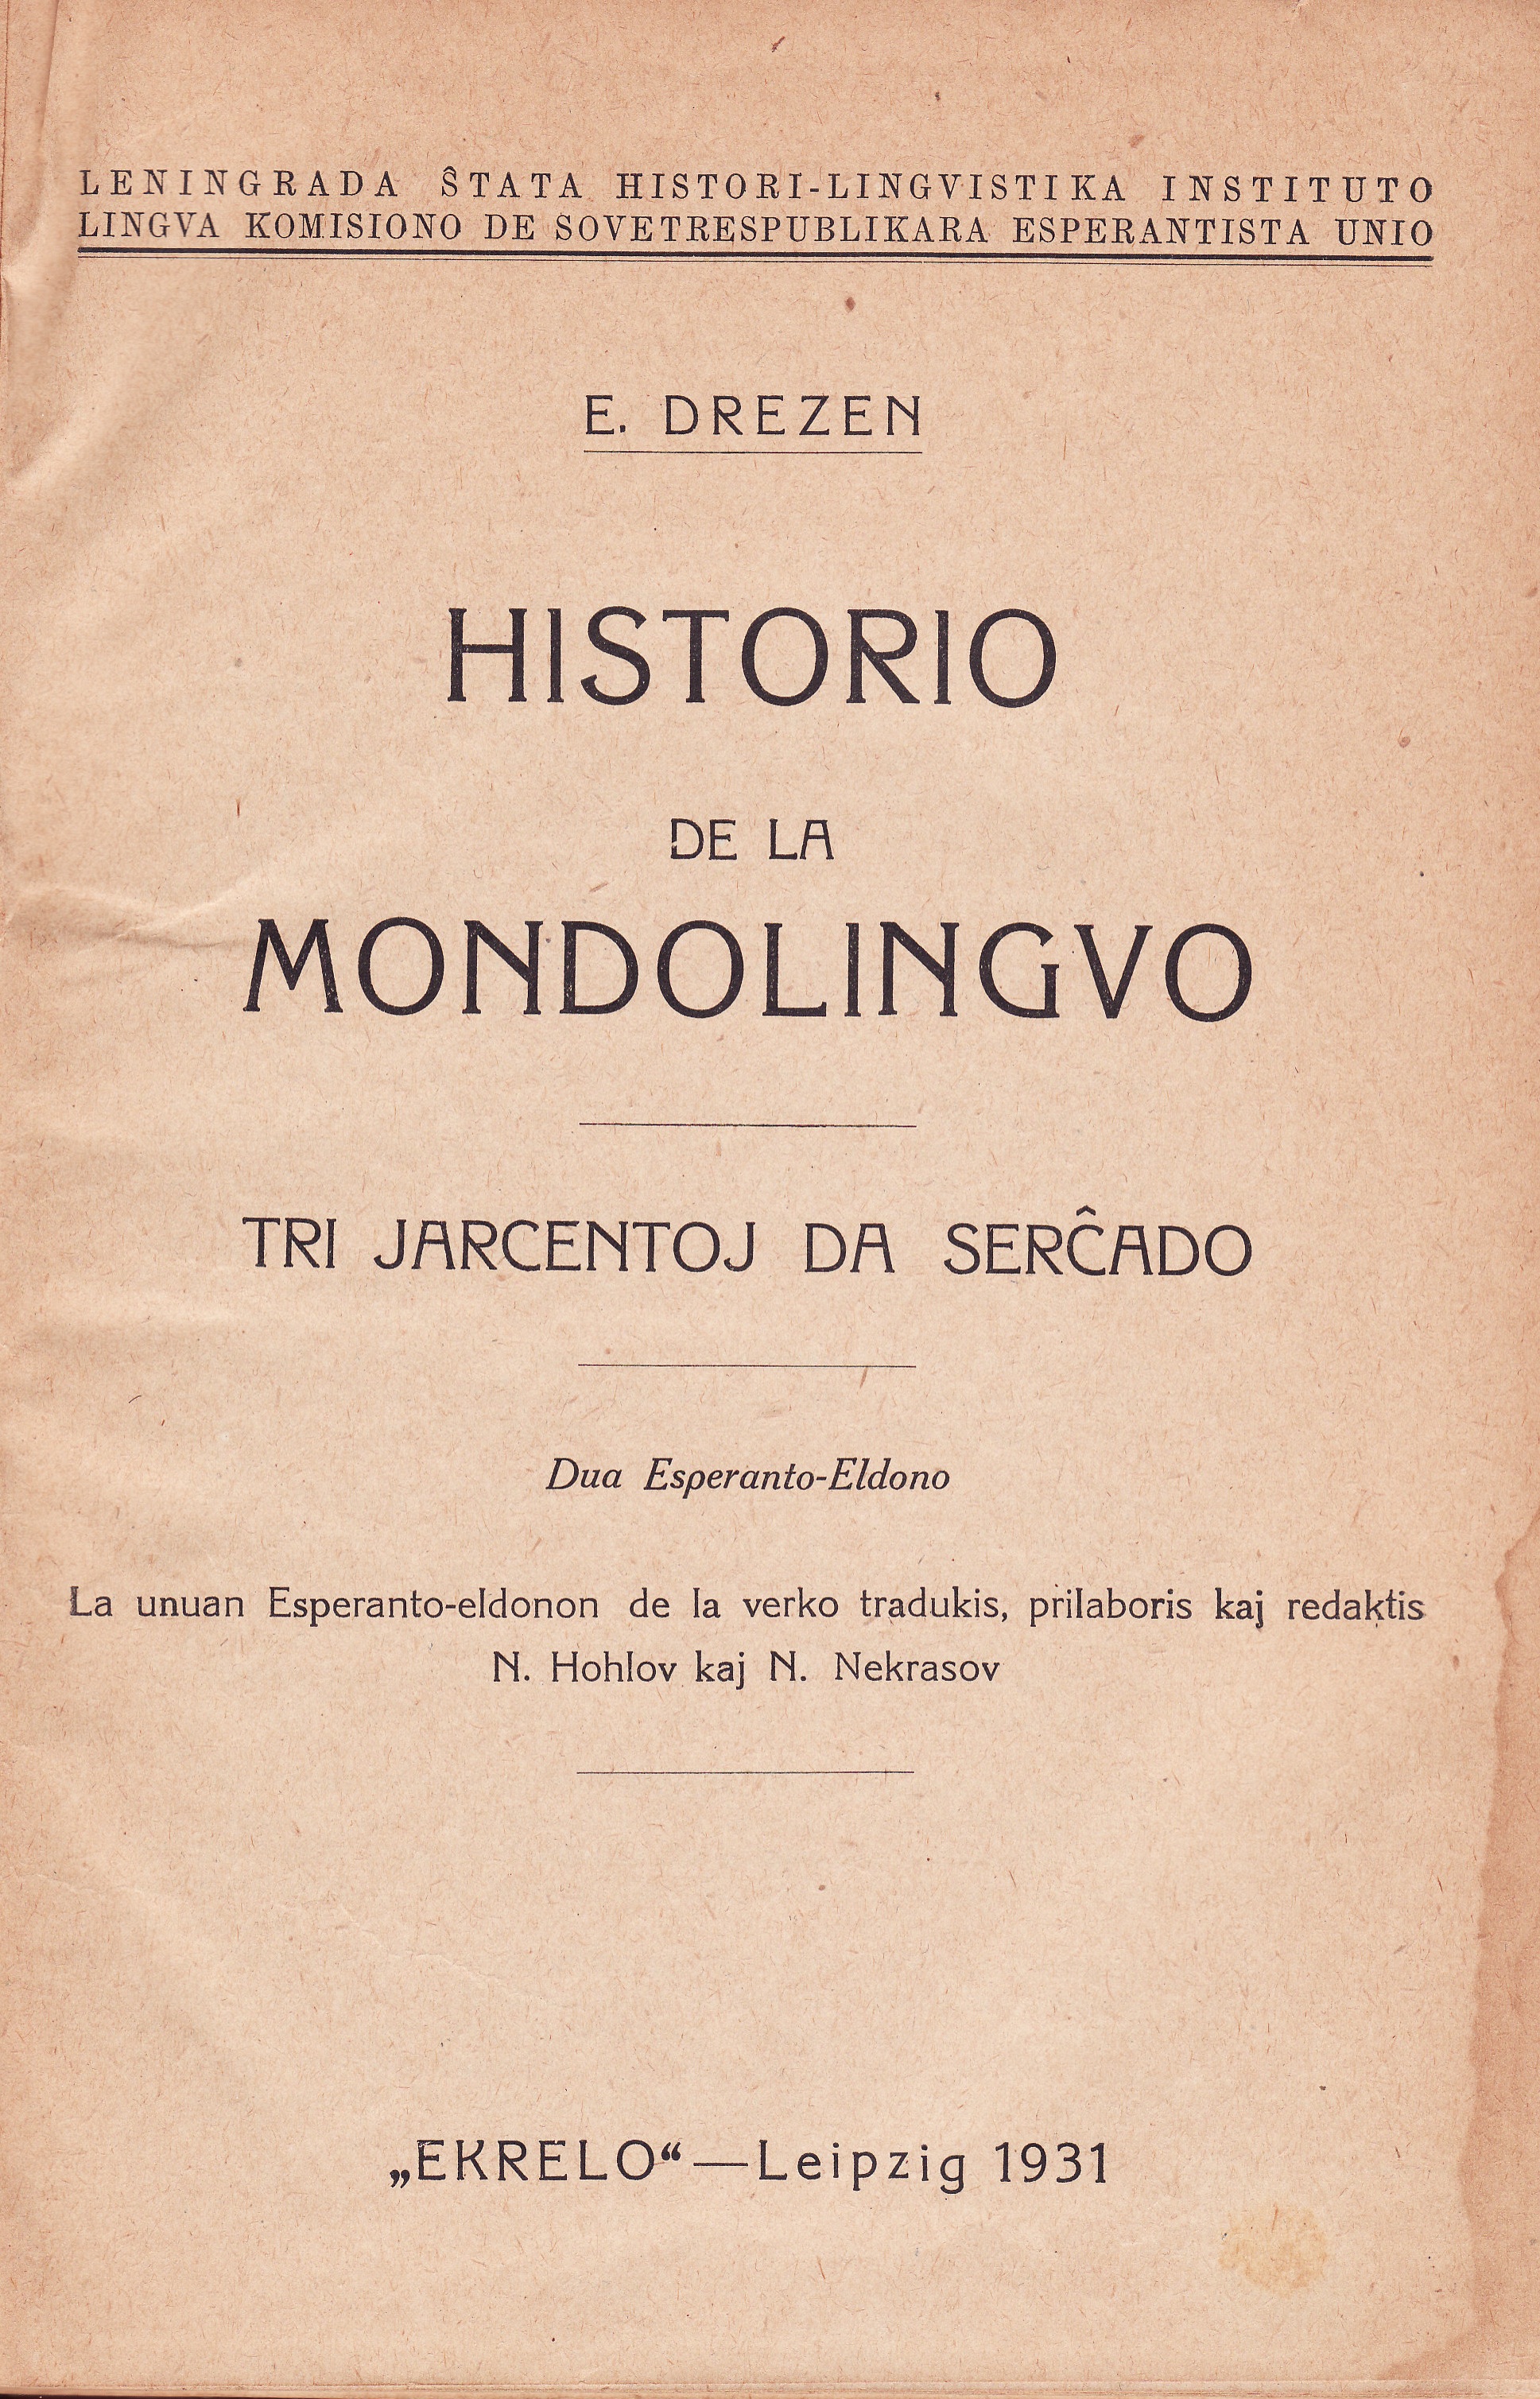 LENINGRADA ŜTATA HISTORI-LINGVISTIKA INSTITUTO
LINGVA KOMISIONO DE SOVETRESPUBLIKARA ESPERANTISTA UNIO
E. DREZEN
HISTORIO
DE LA
MONDOLINGVO
TRI JARCENTOJ DA SERĈADO
Dua Esperanto-Eldono
La unuan Esperanto-eldonon de la verko tradukis, prilaboris kaj redaktis
N. Hohlov kaj N. Nekrasov
„EKRELO“—Leipzig 1931